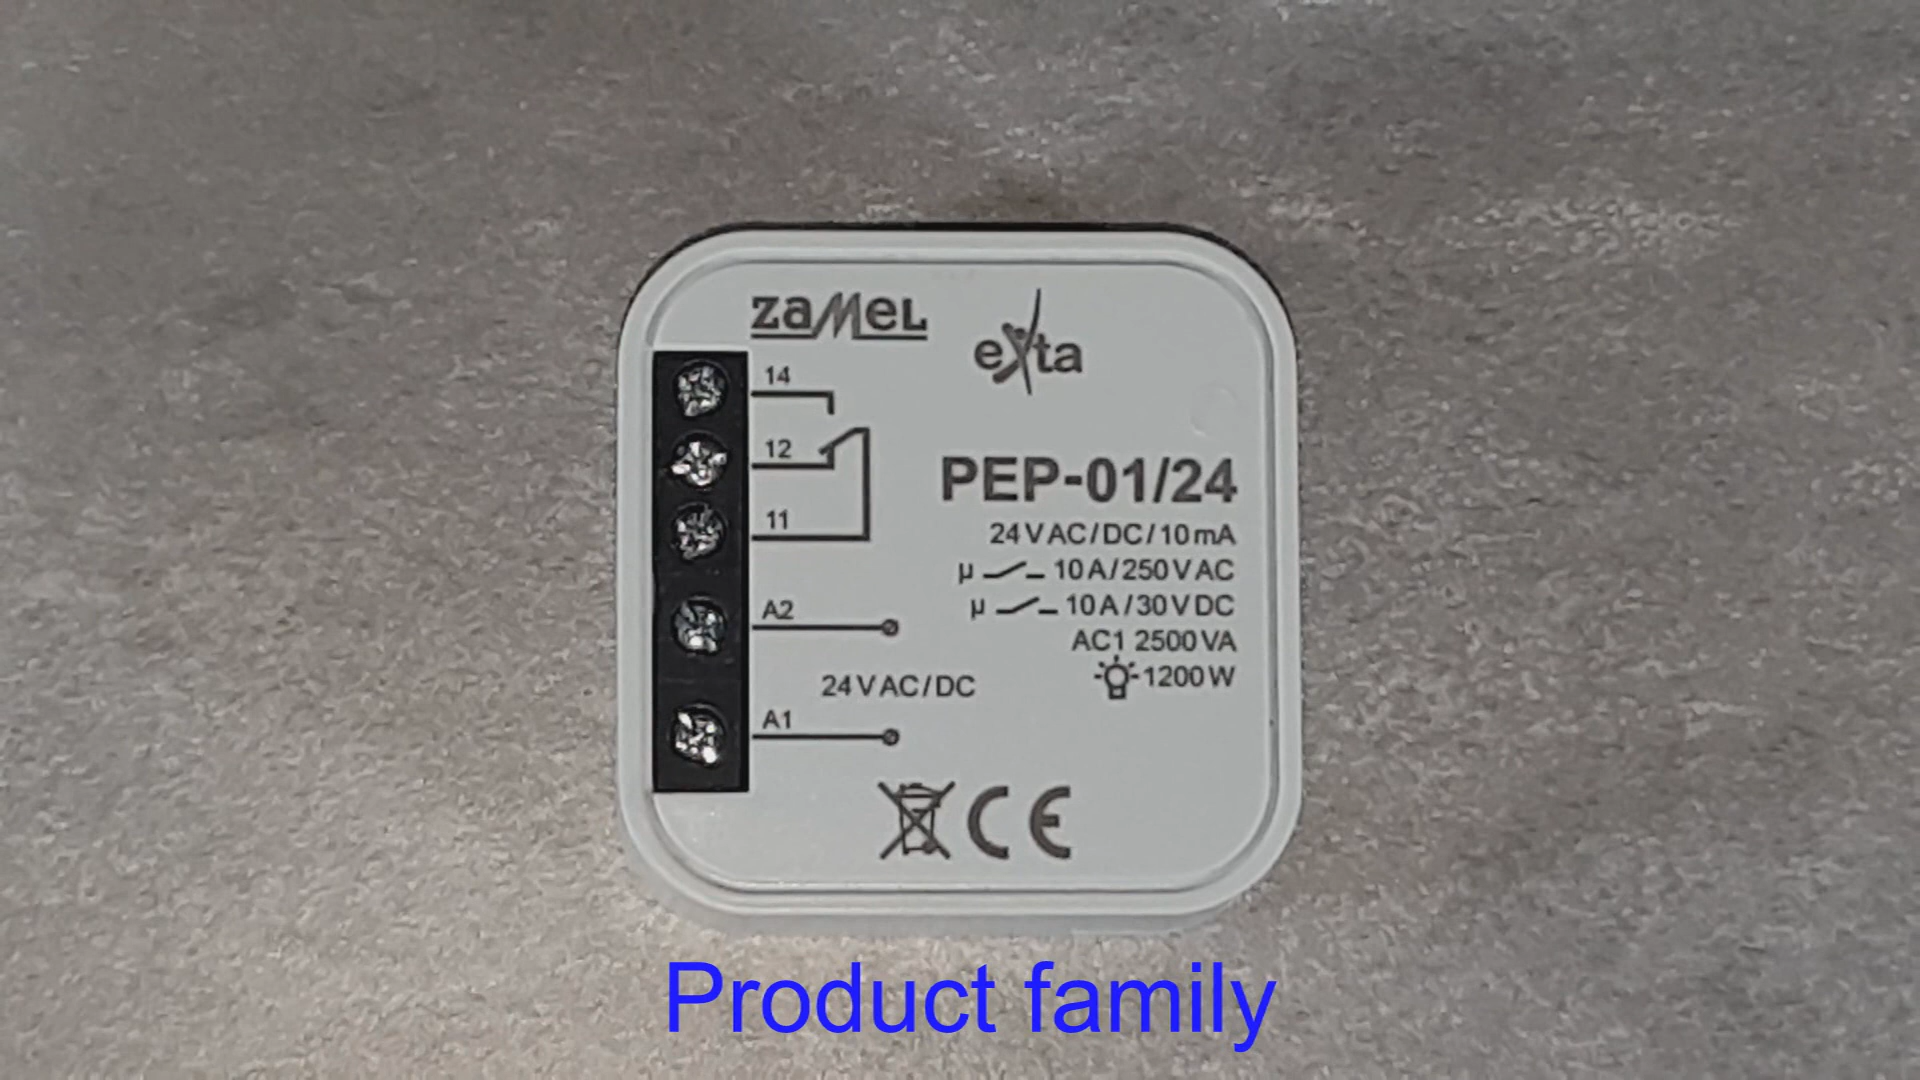 zaMeL
exta
14
12
11
A2
24 V AC/DC
A1
PEP-01/24
24 V AC/DC/10 mA
µ 10 A/250 V AC
µ 10 A/30 V DC
AC1 2500 VA
1200 W
CE
Product family